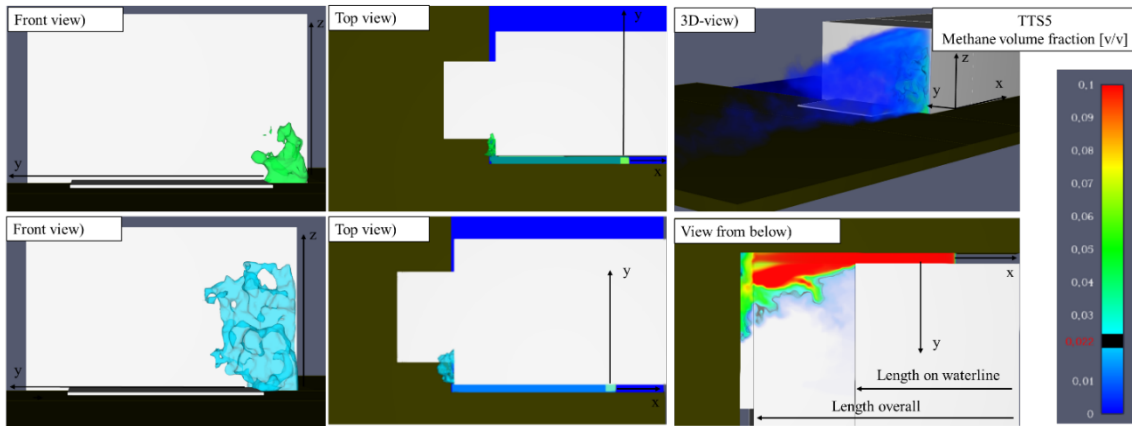 Front view)
z
y
Top view)
y
x
3D-view)
z
y
x
TTS5
Methane volume fraction [v/v]
Front view)
z
y
Top view)
y
x
View from below)
x
y
Length on waterline
Length overall
0,1
0,09
0,08
0,07
0,06
0,05
0,04
0,03
0,022
0,01
0